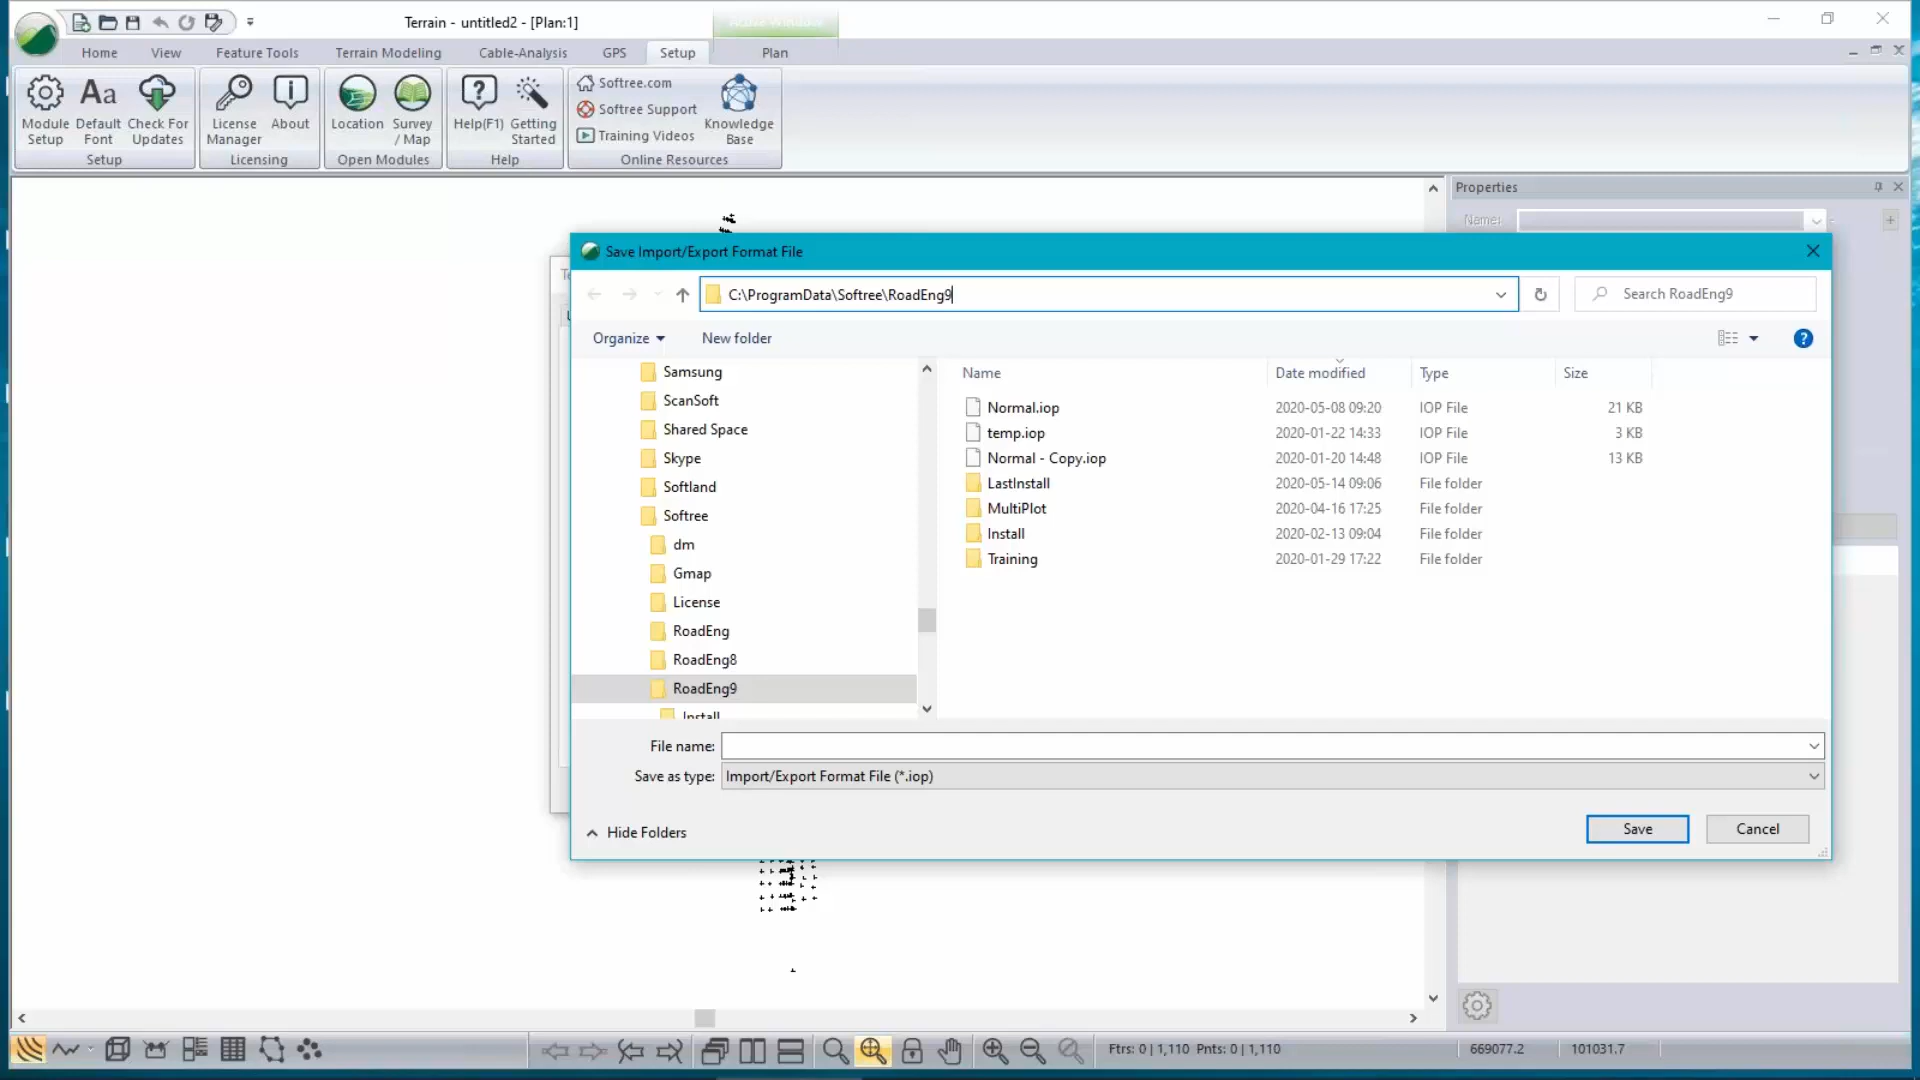 Terrain - untitled2 - [Plan:1]
Active Window
Home View Feature Tools Terrain Modeling Cable-Analysis GPS Setup Plan
Module Setup
Default Font
Check For Updates
Setup
License Manager
About
Licensing
Location
Survey / Map
Open Modules
Help(F1)
Getting Started
Help
Softree.com
Softree Support
Training Videos
Knowledge Base
Online Resources
Properties
Name:
Save Import/Export Format File
C:\ProgramData\Softree\RoadEng9
Search RoadEng9
Organize
New folder
Samsung
ScanSoft
Shared Space
Skype
Softland
Softree
dm
Gmap
License
RoadEng
RoadEng8
RoadEng9
Install
Name Date modified Type Size
Normal.iop 2020-05-08 09:20 IOP File 21 KB
temp.iop 2020-01-22 14:33 IOP File 3 KB
Normal - Copy.iop 2020-01-20 14:48 IOP File 13 KB
LastInstall 2020-05-14 09:06 File folder
MultiPlot 2020-04-16 17:25 File folder
Install 2020-02-13 09:04 File folder
Training 2020-01-29 17:22 File folder
File name:
Save as type: Import/Export Format File (*.iop)
Hide Folders
Save
Cancel
Ftrs: 0 | 1,110 Pnts: 0 | 1,110
669077.2
101031.7